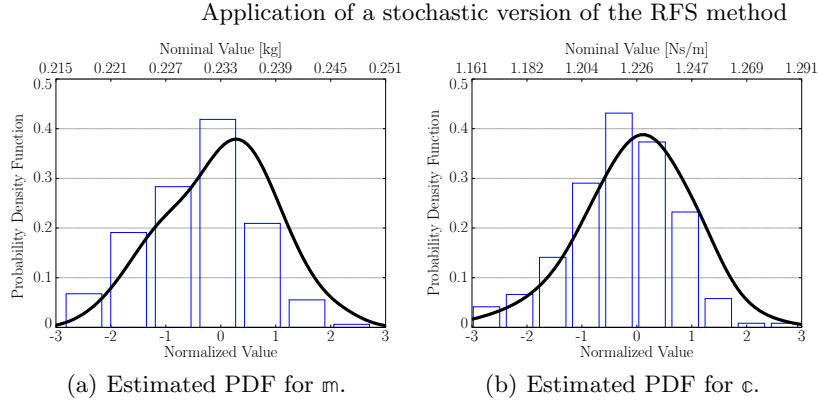 Application of a stochastic version of the RFS method
Nominal Value [kg]
0.215 0.221 0.227 0.233 0.239 0.245 0.251
Probability Density Function
0.5
0.4
0.3
0.2
0.1
0
-3 -2 -1 0 1 2 3
Normalized Value
(a) Estimated PDF for 𝕞.
Nominal Value [Ns/m]
1.161 1.182 1.204 1.226 1.247 1.269 1.291
Probability Density Function
0.5
0.4
0.3
0.2
0.1
0
-3 -2 -1 0 1 2 3
Normalized Value
(b) Estimated PDF for 𝕔.